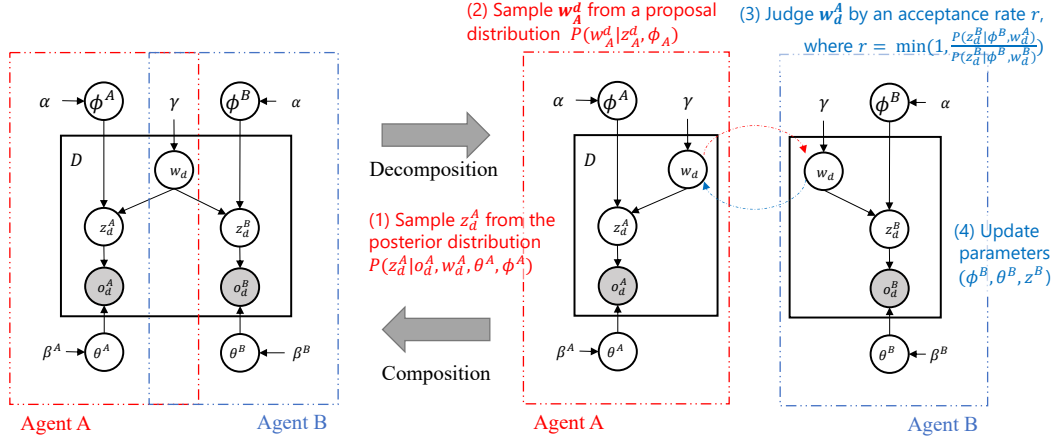 (2) Sample w_A^d from a proposal
distribution P(w_A^d|z_A^d, ϕ_A)
(3) Judge w_d^A by an acceptance rate r,
where r = min(1, P(z_d^B|ϕ^B,w_d^A)/P(z_d^B|ϕ^B,w_d^B))
α
ϕ^A
γ
ϕ^B
α
D
w_d
z_d^A
z_d^B
o_d^A
o_d^B
β^A
θ^A
θ^B
β^B
Agent A
Agent B
Decomposition
(1) Sample z_d^A from the
posterior distribution
P(z_d^A|o_d^A, w_d^A, θ^A, ϕ^A)
Composition
α
ϕ^A
γ
D
w_d
z_d^A
o_d^A
β^A
θ^A
Agent A
γ
ϕ^B
α
w_d
z_d^B
o_d^B
θ^B
β^B
Agent B
(4) Update
parameters
(ϕ^B, θ^B, z^B)